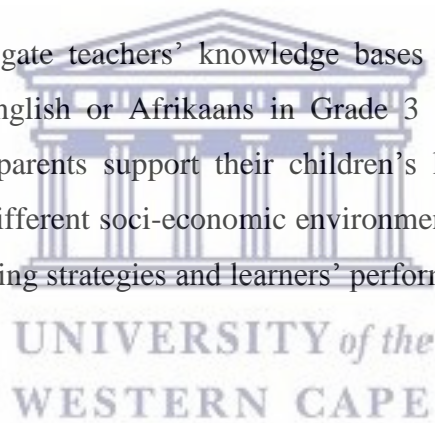 gate teachers’ knowledge bases
nglish or Afrikaans in Grade 3
parents support their children’s
ifferent soci-economic environmen
ing strategies and learners’ perform
UNIVERSITY of the
WESTERN CAPE